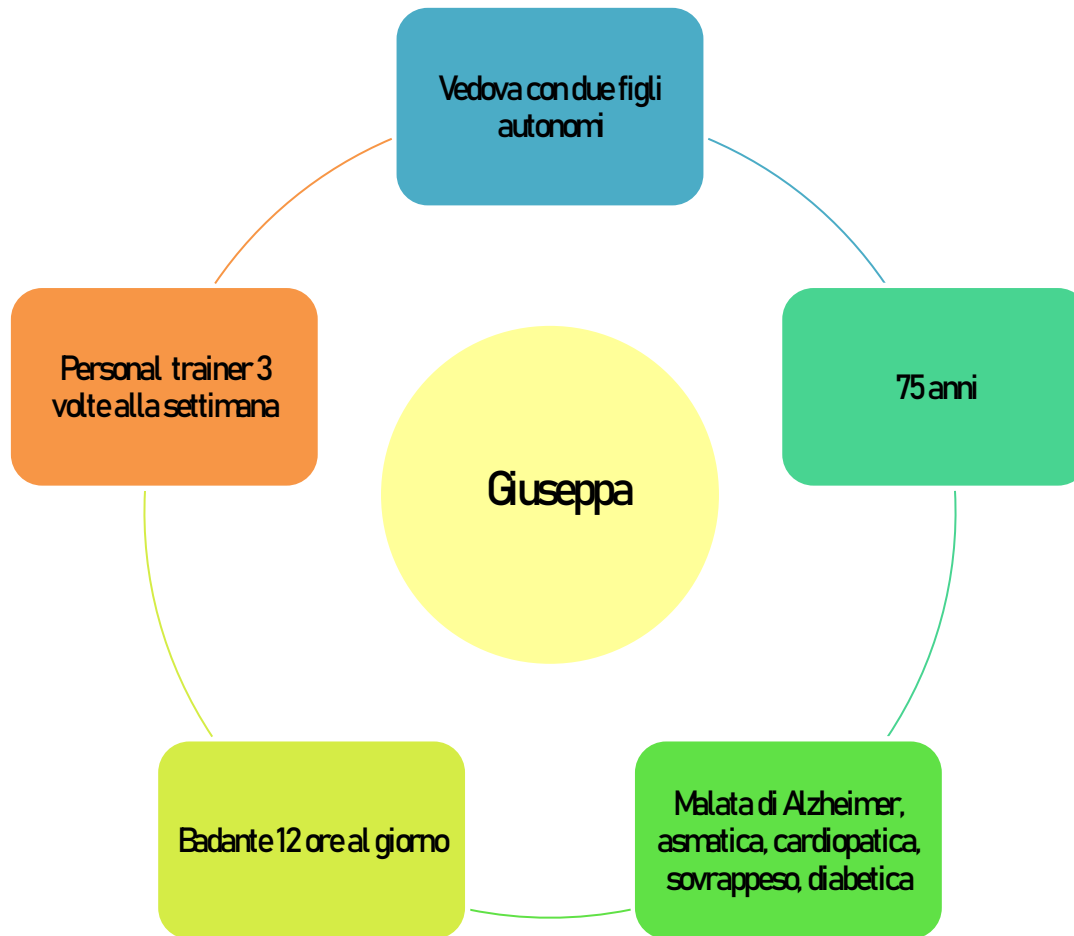 Vedova con due figli
autonomi
75 anni
Malata di Alzheimer,
asmatica, cardiopatica,
sovrappeso, diabetica
Badante 12 ore al giorno
Personal trainer 3
volte alla settimana
Giuseppa